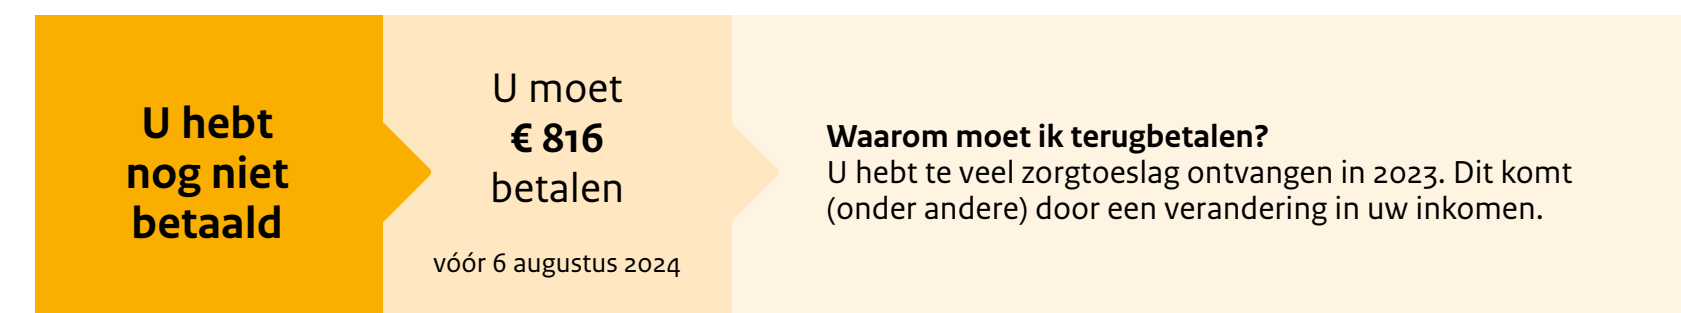 U hebt
nog niet
betaald
U moet
€ 816
betalen
vóór 6 augustus 2024
Waarom moet ik terugbetalen?
U hebt te veel zorgtoeslag ontvangen in 2023. Dit komt
(onder andere) door een verandering in uw inkomen.